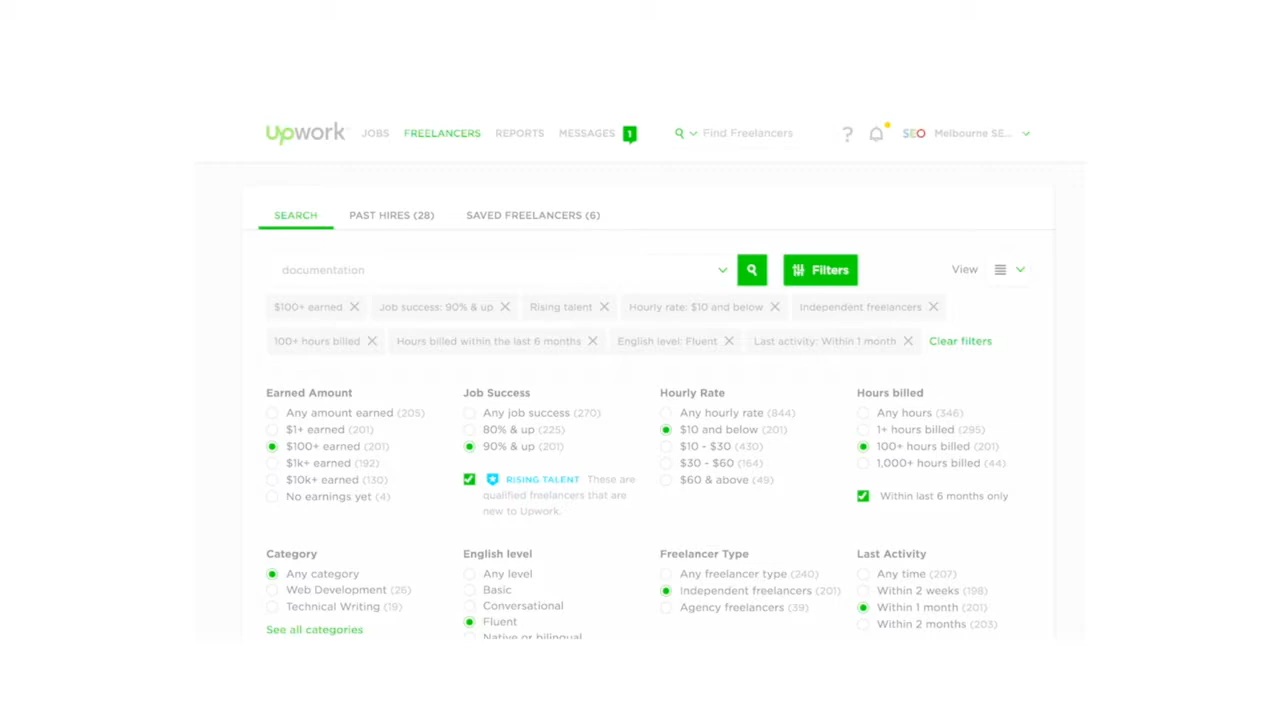 Upwork JOBS FREELANCERS REPORTS MESSAGES 1 Find Freelancers ? SEO Melbourne SE...
SEARCH PAST HIRES (28) SAVED FREELANCERS (6)
documentation Filters View
$100+ earned Job success: 90% & up Rising talent Hourly rate: $10 and below Independent freelancers
100+ hours billed Hours billed within the last 6 months English level: Fluent Last activity: Within 1 month Clear filters
Earned Amount
Any amount earned (205)
$1+ earned (201)
$100+ earned (201)
$1k+ earned (192)
$10k+ earned (130)
No earnings yet (4)
Job Success
Any job success (270)
80% & up (225)
90% & up (201)
RISING TALENT These are
qualified freelancers that are
new to Upwork.
Hourly Rate
Any hourly rate (844)
$10 and below (201)
$10 - $30 (430)
$30 - $60 (164)
$60 & above (49)
Hours billed
Any hours (346)
1+ hours billed (295)
100+ hours billed (201)
1,000+ hours billed (44)
Within last 6 months only
Category
Any category
Web Development (26)
Technical Writing (19)
See all categories
English level
Any level
Basic
Conversational
Fluent
Native or bilingual
Freelancer Type
Any freelancer type (240)
Independent freelancers (201)
Agency freelancers (39)
Last Activity
Any time (207)
Within 2 weeks (198)
Within 1 month (201)
Within 2 months (203)